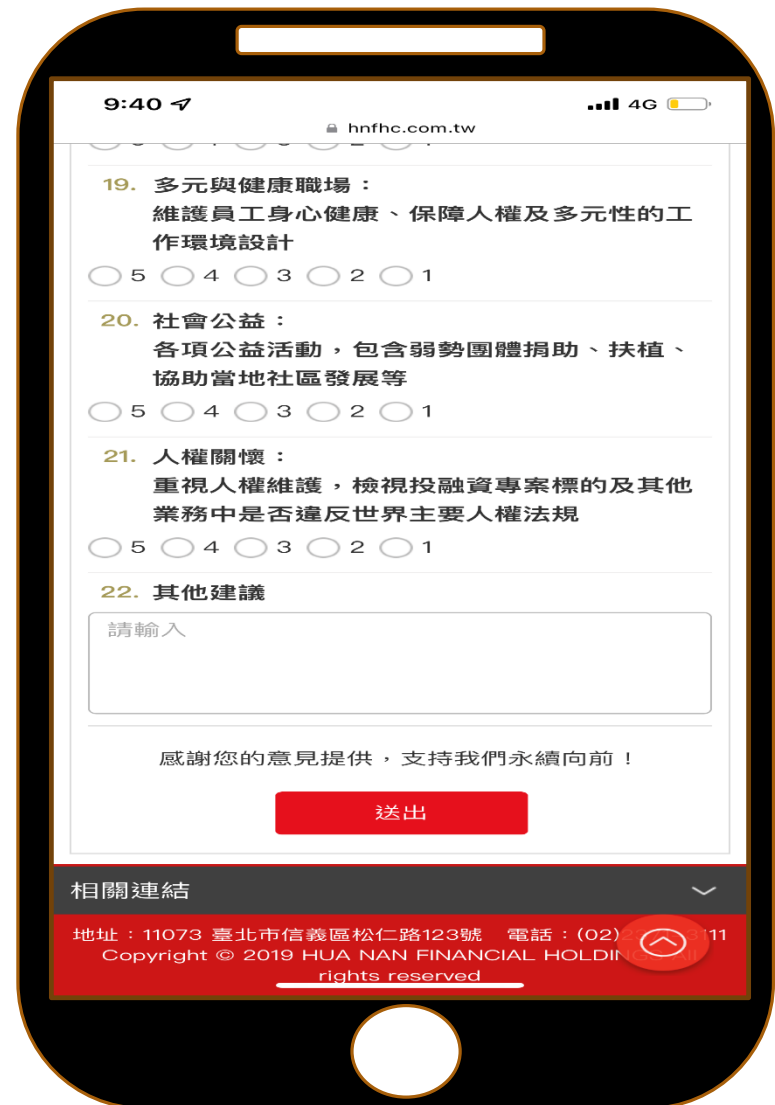 9:40
4G
hnfhc.com.tw
19. 多元與健康職場：
維護員工身心健康、保障人權及多元性的工
作環境設計
5 4 3 2 1
20. 社會公益：
各項公益活動，包含弱勢團體捐助、扶植、
協助當地社區發展等
5 4 3 2 1
21. 人權關懷：
重視人權維護，檢視投融資專案標的及其他
業務中是否違反世界主要人權法規
5 4 3 2 1
22. 其他建議
請輸入
感謝您的意見提供，支持我們永續向前！
送出
相關連結
地址：11073 臺北市信義區松仁路123號 電話：(02)
Copyright © 2019 HUA NAN FINANCIAL
rights reserved